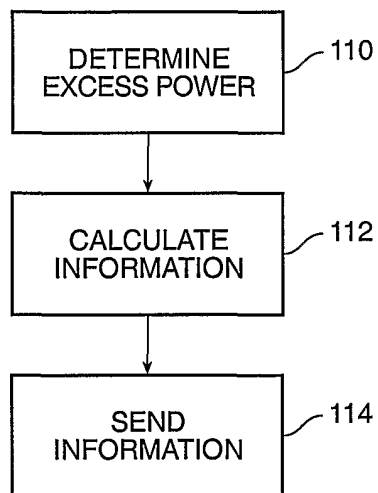 DETERMINE
EXCESS POWER
110
CALCULATE
INFORMATION
112
SEND
INFORMATION
114